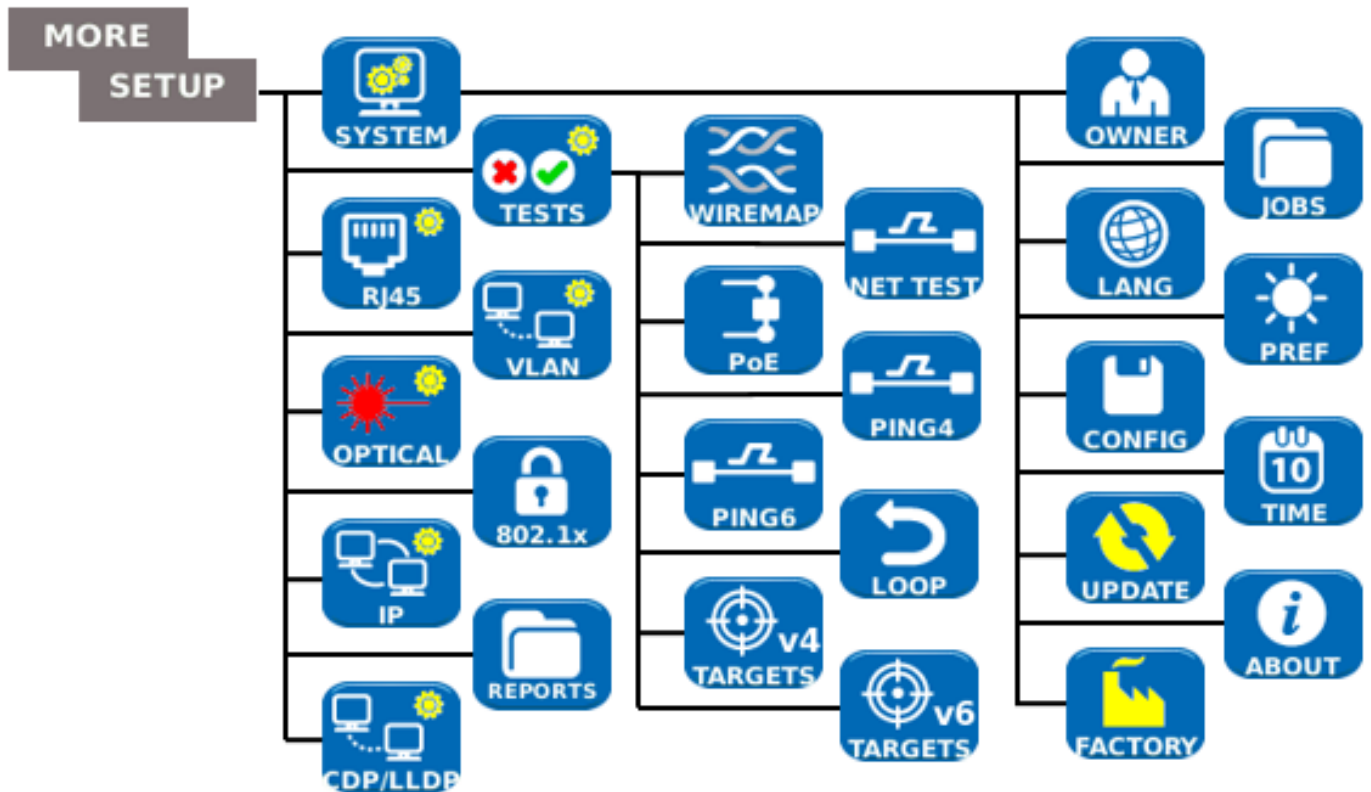 MORE
SETUP
SYSTEM
TESTS
RJ45
VLAN
OPTICAL
802.1x
IP
REPORTS
CDP/LLDP
WIREMAP
NET TEST
PoE
PING4
PING6
LOOP
v4
TARGETS
v6
TARGETS
OWNER
JOBS
LANG
PREF
CONFIG
10
TIME
UPDATE
i
ABOUT
FACTORY